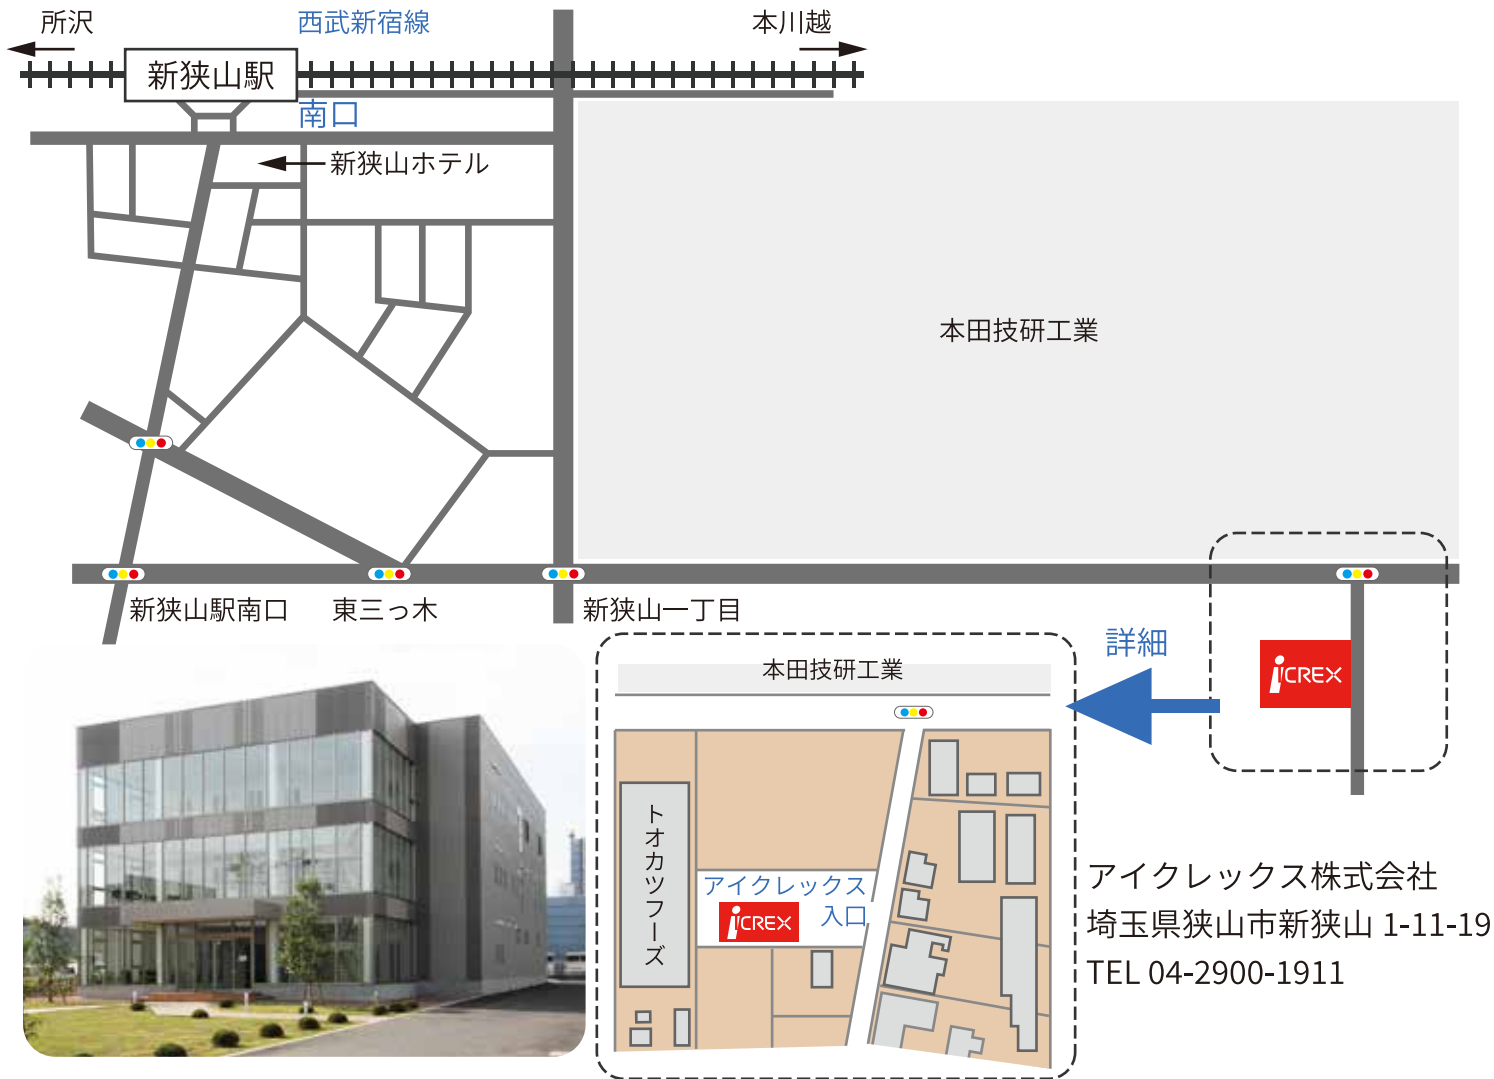 所沢
西武新宿線
本川越
新狭山駅
南口
新狭山ホテル
本田技研工業
新狭山駅南口
東三っ木
新狭山一丁目
詳細
iCREX
本田技研工業
トオカツフーズ
アイクレックス
入口
iCREX
アイクレックス株式会社
埼玉県狭山市新狭山 1-11-19
TEL 04-2900-1911